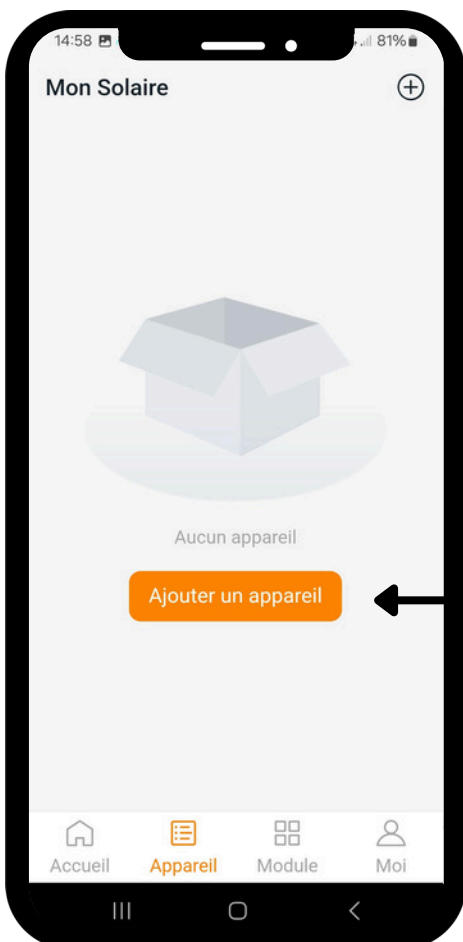 14:58 81%
Mon Solaire
Aucun appareil
Ajouter un appareil
Accueil Appareil Module Moi